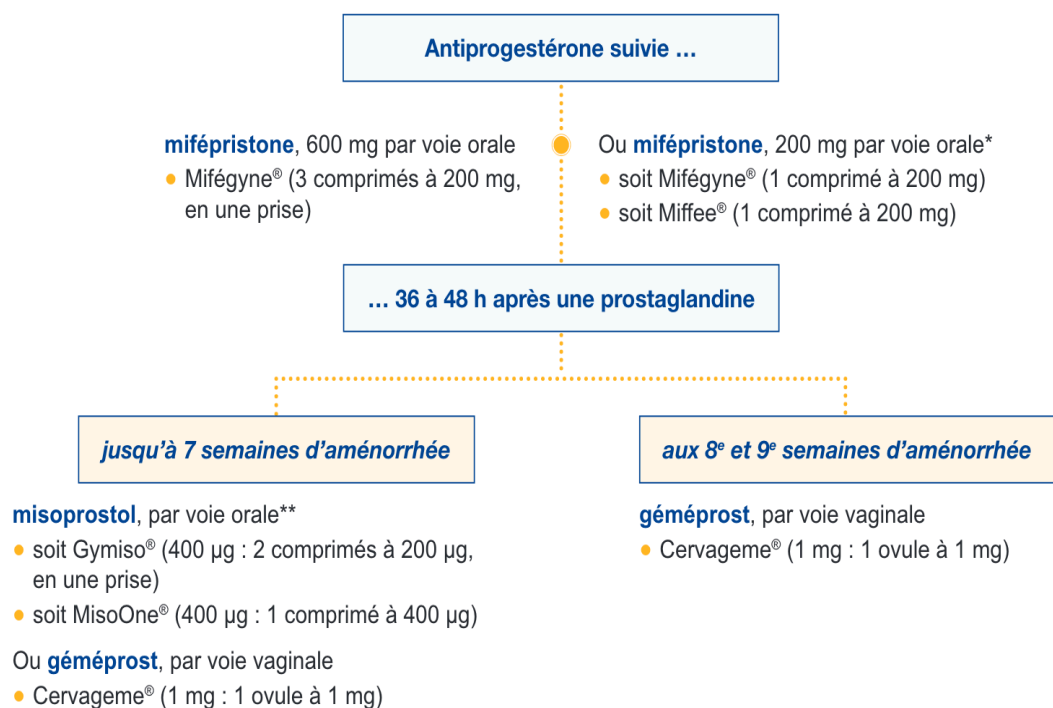 Antiprogestérone suivie …
mifépristone, 600 mg par voie orale
• Mifégyne® (3 comprimés à 200 mg,
en une prise)
Ou mifépristone, 200 mg par voie orale*
• soit Mifégyne® (1 comprimé à 200 mg)
• soit Miffee® (1 comprimé à 200 mg)
… 36 à 48 h après une prostaglandine
jusqu’à 7 semaines d’aménorrhée
misoprostol, par voie orale**
• soit Gymiso® (400 µg : 2 comprimés à 200 µg,
en une prise)
• soit MisoOne® (400 µg : 1 comprimé à 400 µg)
Ou géméprost, par voie vaginale
• Cervageme® (1 mg : 1 ovule à 1 mg)
aux 8e et 9e semaines d’aménorrhée
géméprost, par voie vaginale
• Cervageme® (1 mg : 1 ovule à 1 mg)